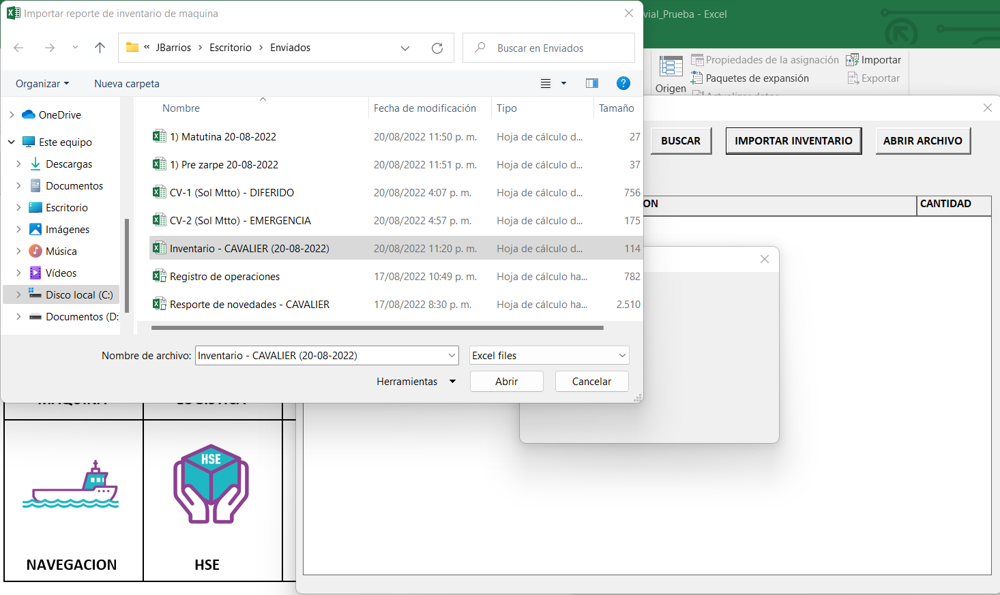 Importar reporte de inventario de maquina
vial_Prueba - Excel
« JBarrios > Escritorio > Enviados
Buscar en Enviados
Organizar
Nueva carpeta
Propiedades de la asignación
Importar
Paquetes de expansión
Exportar
Origen
Actualizar datos
Nombre
Fecha de modificación
Tipo
Tamaño
OneDrive
Este equipo
Descargas
Documentos
Escritorio
Imágenes
Música
Vídeos
Disco local (C:)
Documentos (D:
1) Matutina 20-08-2022 20/08/2022 11:50 p. m. Hoja de cálculo d... 27
1) Pre zarpe 20-08-2022 20/08/2022 11:51 p. m. Hoja de cálculo d... 37
CV-1 (Sol Mtto) - DIFERIDO 20/08/2022 4:07 p. m. Hoja de cálculo d... 756
CV-2 (Sol Mtto) - EMERGENCIA 20/08/2022 4:57 p. m. Hoja de cálculo d... 175
Inventario - CAVALIER (20-08-2022) 20/08/2022 11:20 p. m. Hoja de cálculo d... 114
Registro de operaciones 17/08/2022 10:49 p. m. Hoja de cálculo ha... 782
Resporte de novedades - CAVALIER 17/08/2022 8:30 p. m. Hoja de cálculo ha... 2.510
Nombre de archivo: Inventario - CAVALIER (20-08-2022)
Excel files
Herramientas
Abrir
Cancelar
BUSCAR
IMPORTAR INVENTARIO
ABRIR ARCHIVO
ON
CANTIDAD
MAQUINA
LOGISTICA
HSE
NAVEGACION
HSE